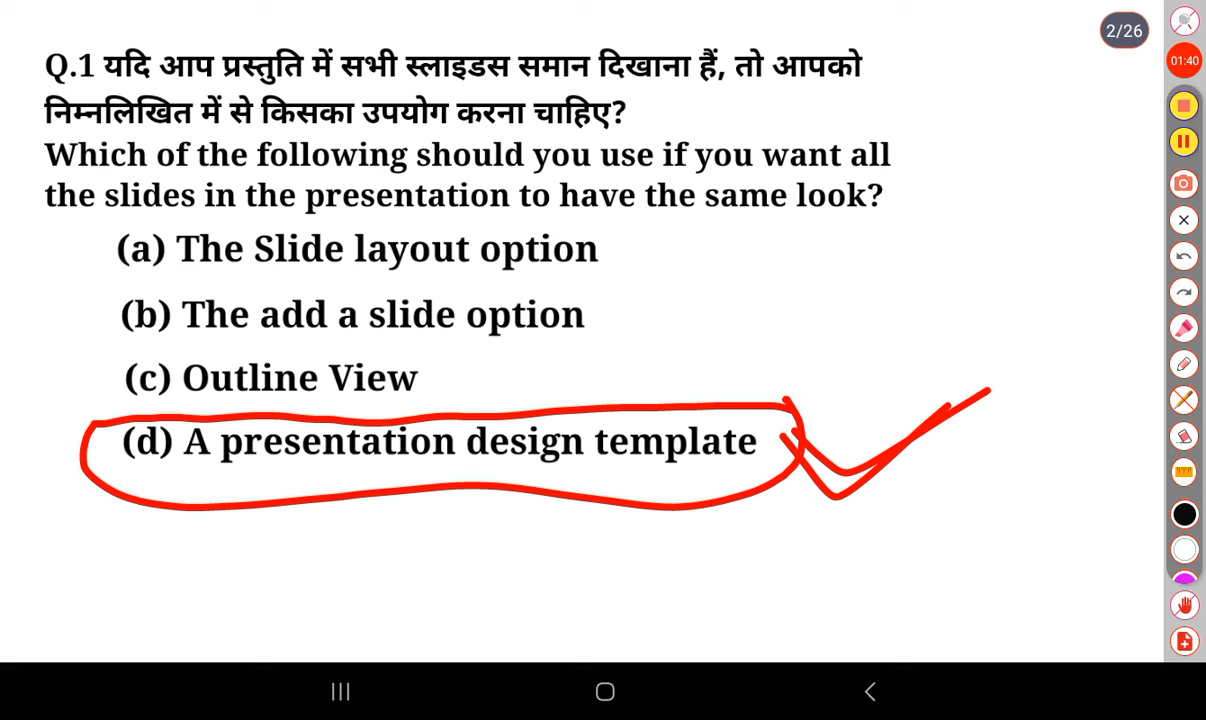 2/26
Q.1 यदि आप प्रस्तुति में सभी स्लाइडस समान दिखाना हैं, तो आपको
01:40
निम्नलिखित में से किसका उपयोग करना चाहिए?
Which of the following should you use if you want all
the slides in the presentation to have the same look?
(a) The Slide layout option
(b) The add a slide option
(c) Outline View
(d) A presentation design template